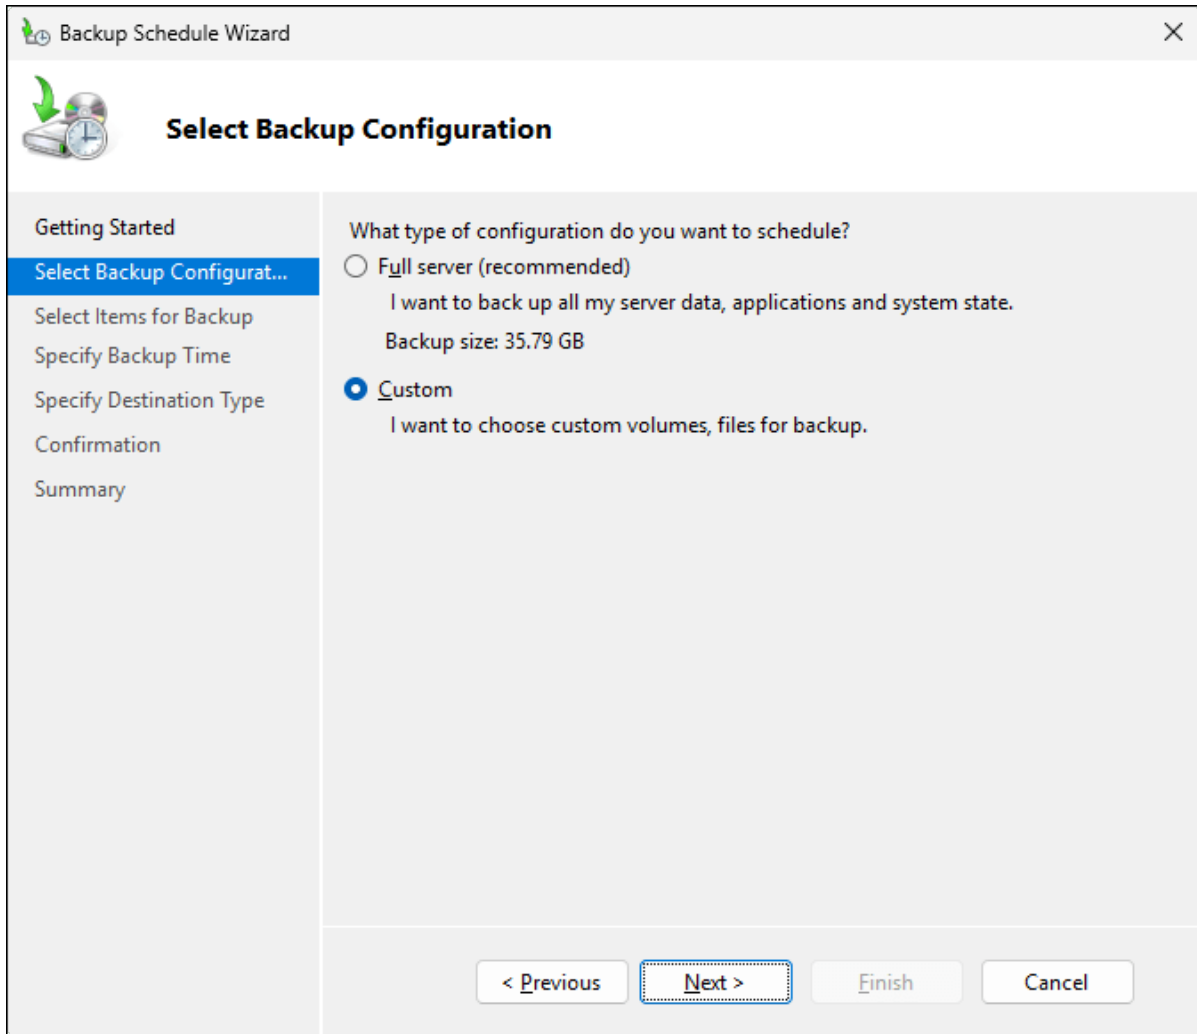 Backup Schedule Wizard
Select Backup Configuration
Getting Started
Select Backup Configurat...
Select Items for Backup
Specify Backup Time
Specify Destination Type
Confirmation
Summary
What type of configuration do you want to schedule?
Full server (recommended)
I want to back up all my server data, applications and system state.
Backup size: 35.79 GB
Custom
I want to choose custom volumes, files for backup.
< Previous
Next >
Finish
Cancel